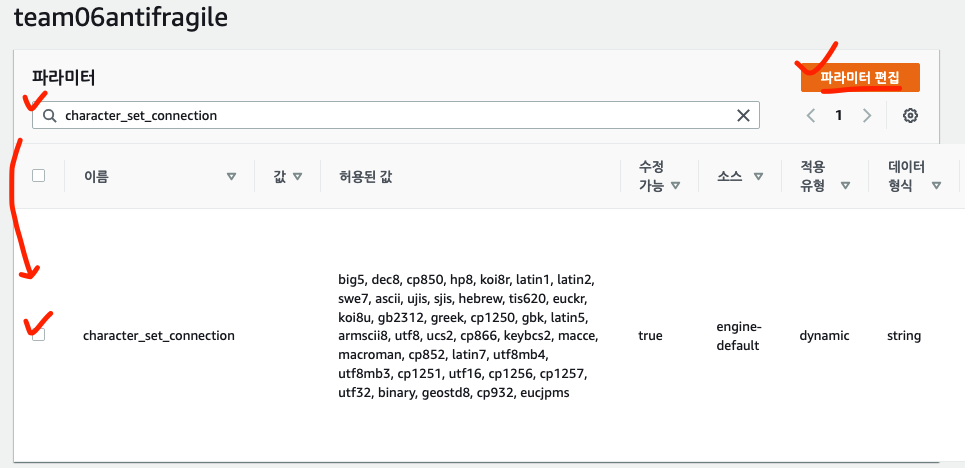 team06antifragile
파라미터
파라미터 편집
character_set_connection
1
이름
값
허용된 값
수정
가능
소스
적용
유형
데이터
형식
character_set_connection
big5, dec8, cp850, hp8, koi8r, latin1, latin2,
swe7, ascii, ujis, sjis, hebrew, tis620, euckr,
koi8u, gb2312, greek, cp1250, gbk, latin5,
armscii8, utf8, ucs2, cp866, keybcs2, macce,
macroman, cp852, latin7, utf8mb4,
utf8mb3, cp1251, utf16, cp1256, cp1257,
utf32, binary, geostd8, cp932, eucjpms
true
engine-
default
dynamic
string